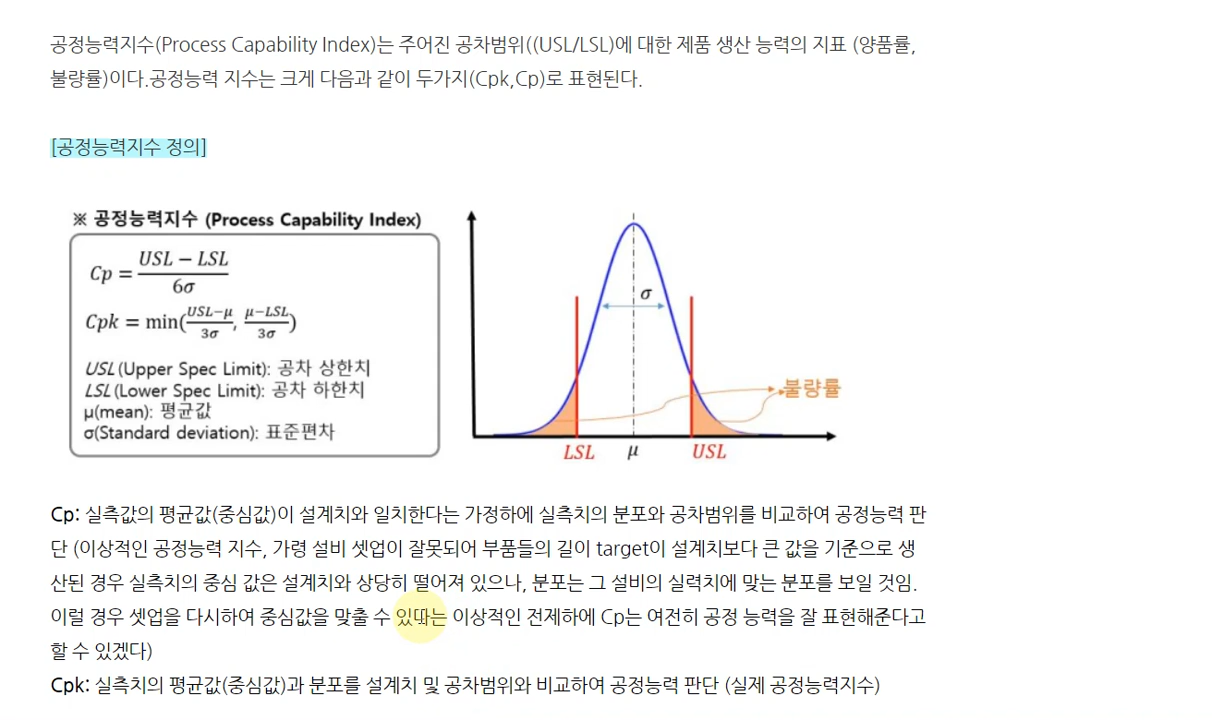 공정능력지수(Process Capability Index)는 주어진 공차범위((USL/LSL)에 대한 제품 생산 능력의 지표 (양품률,
불량률)이다.공정능력 지수는 크게 다음과 같이 두가지(Cpk,Cp)로 표현된다.
[공정능력지수 정의]
※ 공정능력지수 (Process Capability Index)
Cp = (USL − LSL) / 6σ
Cpk = min((USL−μ)/3σ, (μ−LSL)/3σ)
USL(Upper Spec Limit): 공차 상한치
LSL(Lower Spec Limit): 공차 하한치
μ(mean): 평균값
σ(Standard deviation): 표준편차
σ
불량률
LSL μ USL
Cp: 실측값의 평균값(중심값)이 설계치와 일치한다는 가정하에 실측치의 분포와 공차범위를 비교하여 공정능력 판
단 (이상적인 공정능력 지수, 가령 설비 셋업이 잘못되어 부품들의 길이 target이 설계치보다 큰 값을 기준으로 생
산된 경우 실측치의 중심 값은 설계치와 상당히 떨어져 있으나, 분포는 그 설비의 실력치에 맞는 분포를 보일 것임.
이럴 경우 셋업을 다시하여 중심값을 맞출 수 있따는 이상적인 전제하에 Cp는 여전히 공정 능력을 잘 표현해준다고
할 수 있겠다)
Cpk: 실측치의 평균값(중심값)과 분포를 설계치 및 공차범위와 비교하여 공정능력 판단 (실제 공정능력지수)